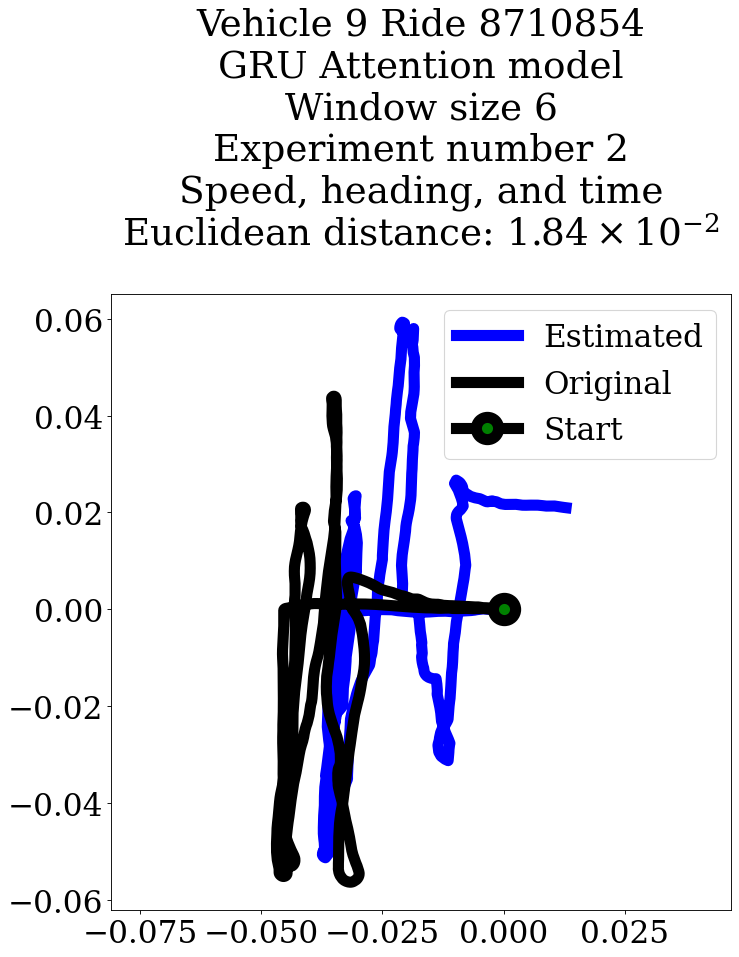 Vehicle 9 Ride 8710854
GRU Attention model
Window size 6
Experiment number 2
Speed, heading, and time
Euclidean distance: 1.84 × 10⁻²
Estimated
Original
Start
0.06
0.04
0.02
0.00
−0.02
−0.04
−0.06
−0.075 −0.050 −0.025 0.000 0.025